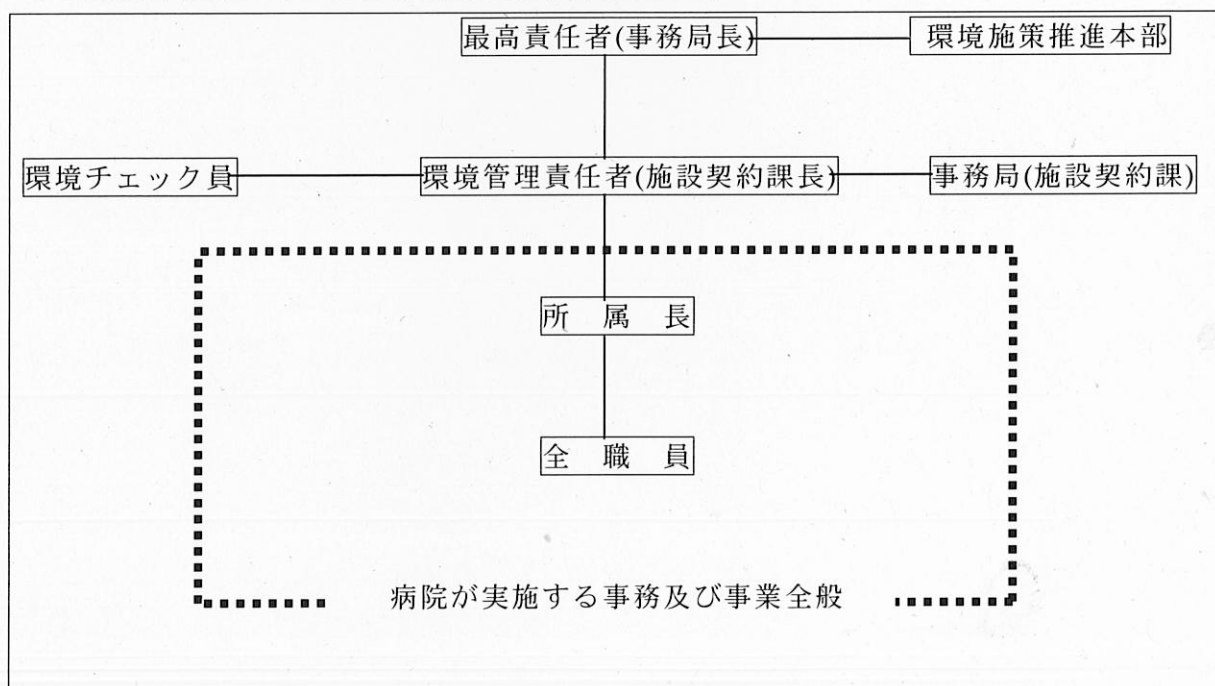 最高責任者(事務局長)
環境施策推進本部
環境チェック員
環境管理責任者(施設契約課長)
事務局(施設契約課)
所　属　長
全　職　員
病院が実施する事務及び事業全般